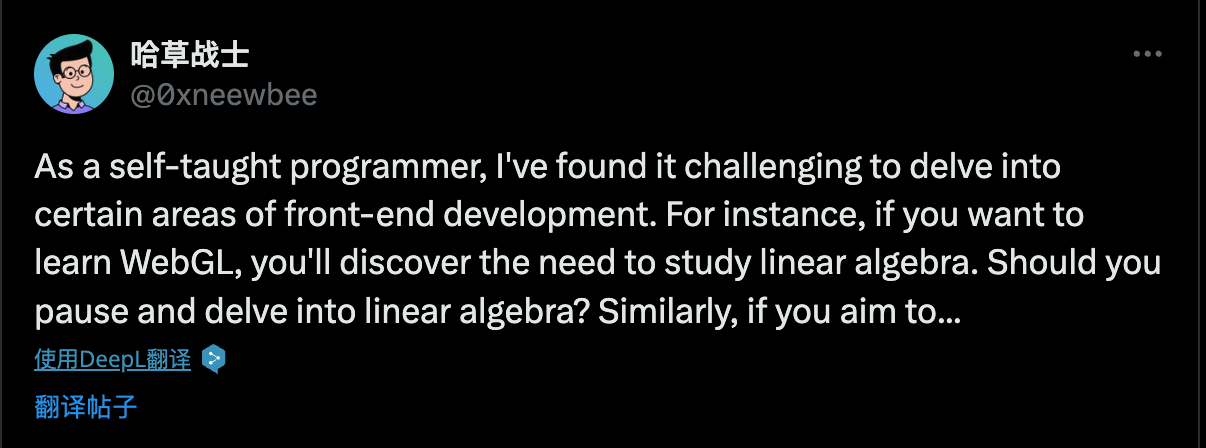 哈草战士
@0xneewbee
As a self-taught programmer, I've found it challenging to delve into
certain areas of front-end development. For instance, if you want to
learn WebGL, you'll discover the need to study linear algebra. Should you
pause and delve into linear algebra? Similarly, if you aim to...
使用DeepL翻译
翻译帖子